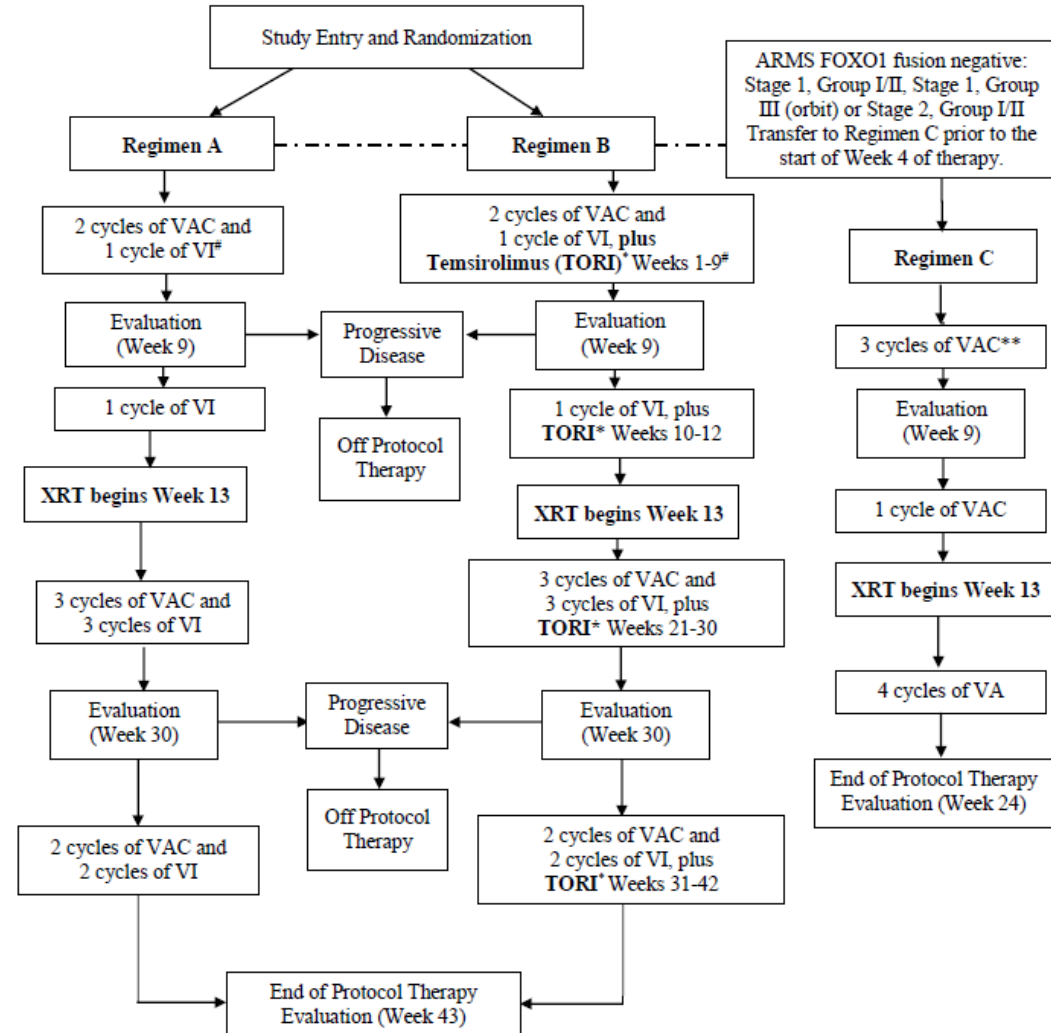 Study Entry and Randomization
ARMS FOXO1 fusion negative:
Stage 1, Group I/II, Stage 1, Group
III (orbit) or Stage 2, Group I/II
Transfer to Regimen C prior to the
start of Week 4 of therapy.
Regimen A
Regimen B
2 cycles of VAC and
1 cycle of VI#
2 cycles of VAC and
1 cycle of VI, plus
Temsirolimus (TORI)* Weeks 1-9#
Regimen C
Evaluation
(Week 9)
Progressive
Disease
Evaluation
(Week 9)
3 cycles of VAC**
1 cycle of VI
Off Protocol
Therapy
1 cycle of VI, plus
TORI* Weeks 10-12
Evaluation
(Week 9)
XRT begins Week 13
XRT begins Week 13
1 cycle of VAC
3 cycles of VAC and
3 cycles of VI
3 cycles of VAC and
3 cycles of VI, plus
TORI* Weeks 21-30
XRT begins Week 13
Evaluation
(Week 30)
Progressive
Disease
Evaluation
(Week 30)
4 cycles of VA
Off Protocol
Therapy
End of Protocol Therapy
Evaluation (Week 24)
2 cycles of VAC and
2 cycles of VI
2 cycles of VAC and
2 cycles of VI, plus
TORI* Weeks 31-42
End of Protocol Therapy
Evaluation (Week 43)